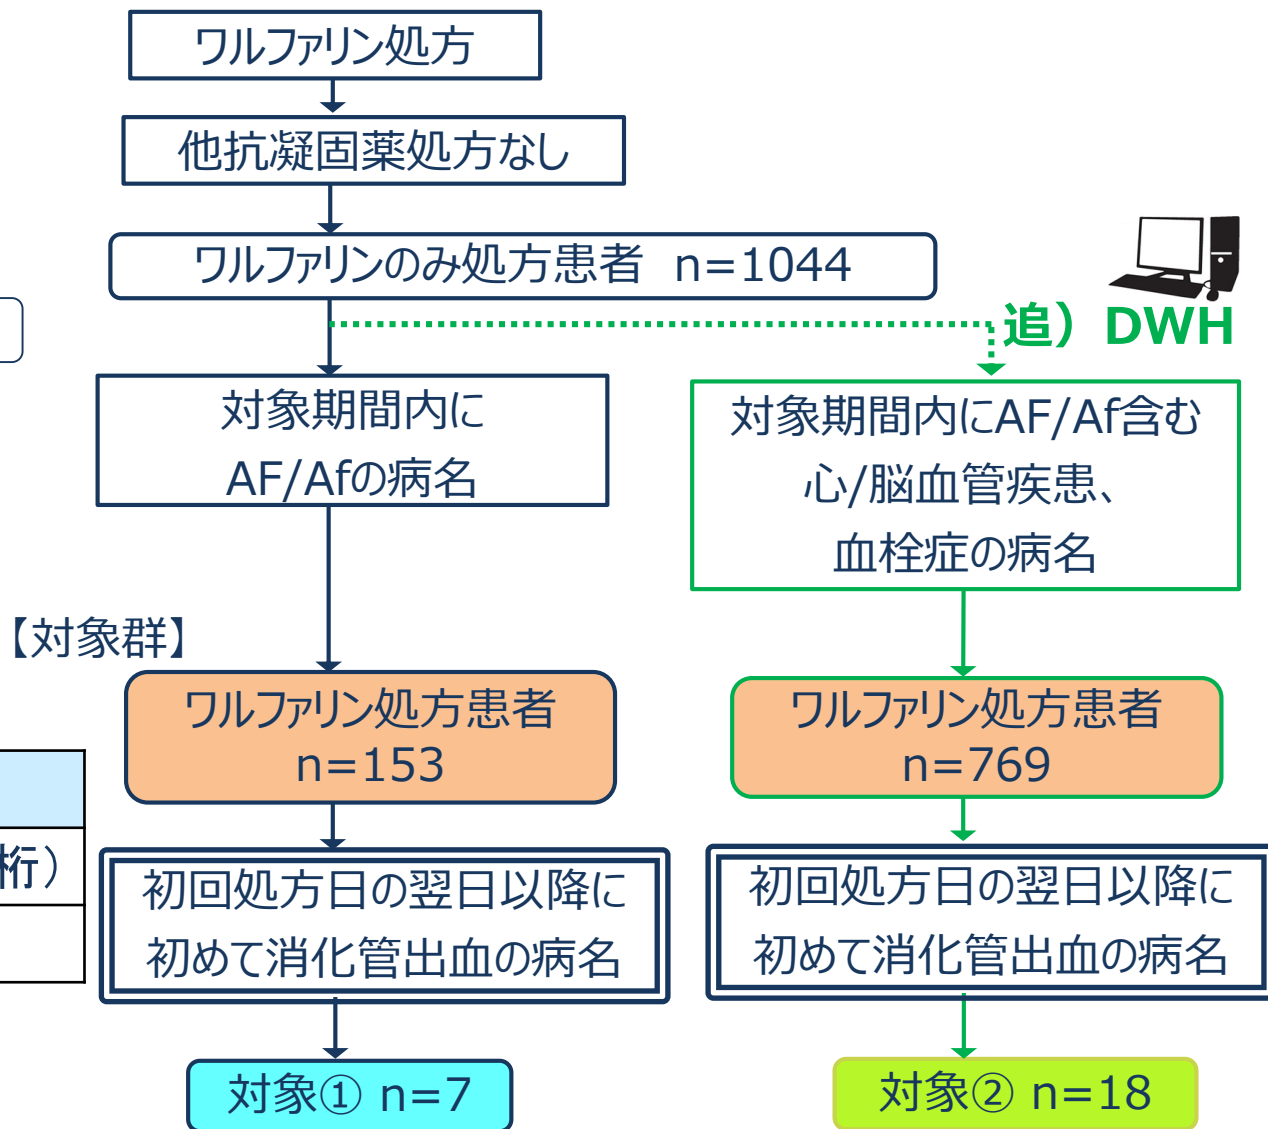 ワルファリン処方
他抗凝固薬処方なし
ワルファリンのみ処方患者 n=1044
追）DWH
対象期間内に
AF/Afの病名
対象期間内にAF/Af含む
心/脳血管疾患、
血栓症の病名
【対象群】
ワルファリン処方患者
n=153
ワルファリン処方患者
n=769
桁）
初回処方日の翌日以降に
初めて消化管出血の病名
初回処方日の翌日以降に
初めて消化管出血の病名
対象① n=7
対象② n=18